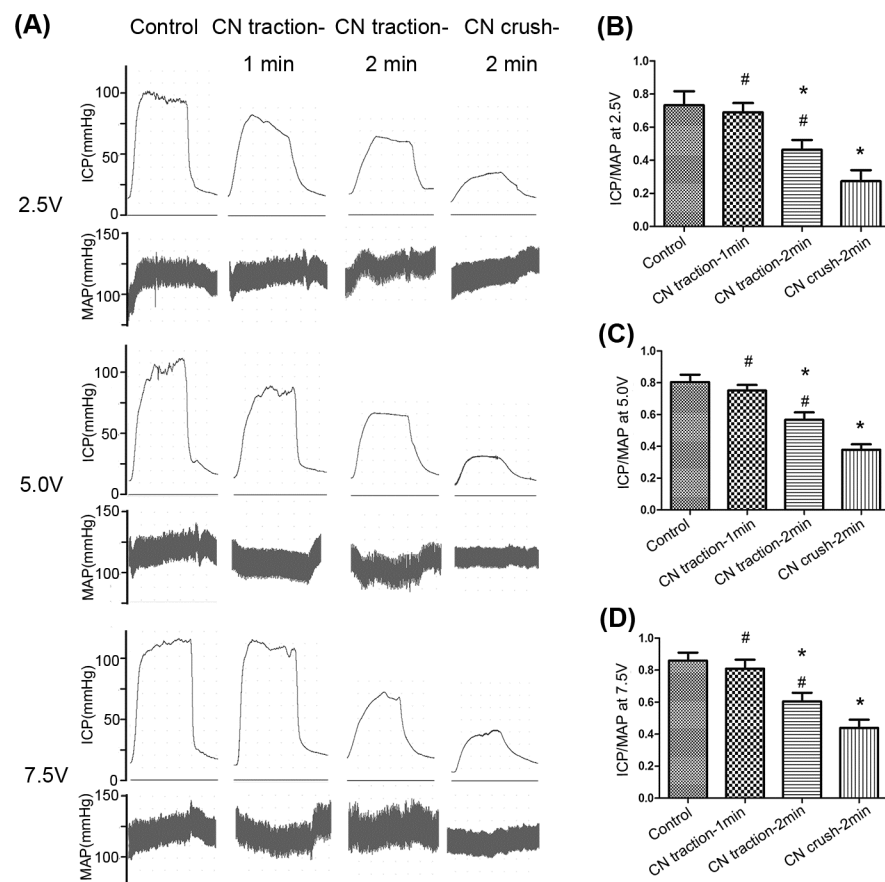 (A)
Control CN traction- CN traction- CN crush-
1 min 2 min 2 min
2.5V
ICP(mmHg)
100
50
0
MAP(mmHg)
150
100
5.0V
ICP(mmHg)
100
50
0
MAP(mmHg)
150
100
7.5V
ICP(mmHg)
100
50
0
MAP(mmHg)
150
100
(B)
ICP/MAP at 2.5V
1.0
0.8
0.6
0.4
0.2
0.0
#
*
#
*
Control
CN traction-1min
CN traction-2min
CN crush-2min
(C)
ICP/MAP at 5.0V
1.0
0.8
0.6
0.4
0.2
0.0
#
*
#
*
Control
CN traction-1min
CN traction-2min
CN crush-2min
(D)
ICP/MAP at 7.5V
1.0
0.8
0.6
0.4
0.2
0.0
#
*
#
*
Control
CN traction-1min
CN traction-2min
CN crush-2min